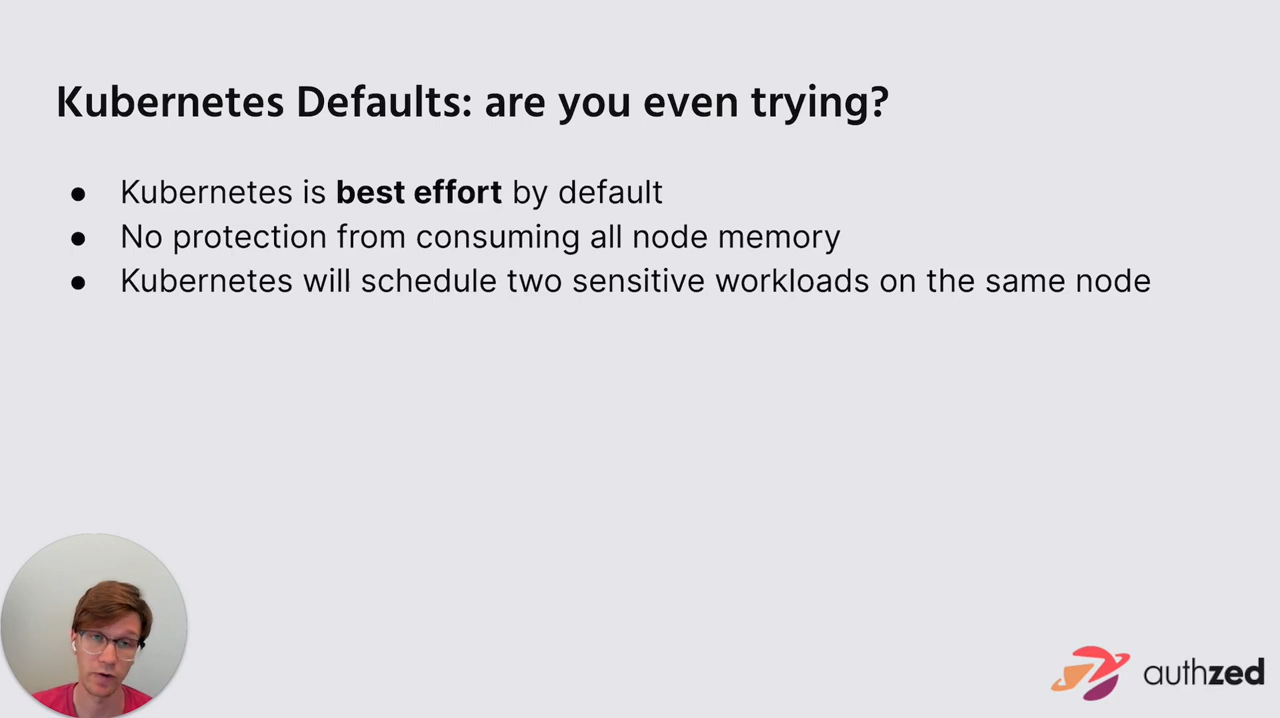 Kubernetes Defaults: are you even trying?
● Kubernetes is best effort by default
● No protection from consuming all node memory
● Kubernetes will schedule two sensitive workloads on the same node
authzed